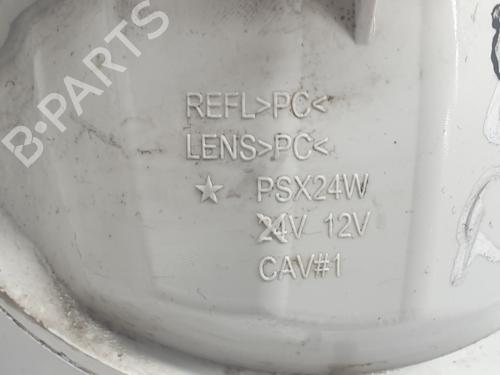 B-PARTS
REFL>PC<
LENS>PC<
★ PSX24W
24V 12V
CAV#1